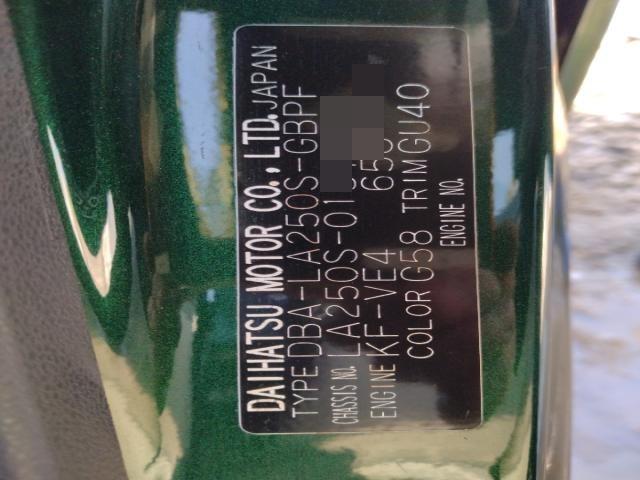 DAIHATSU MOTOR CO., LTD. JAPAN
TYPE DBA-LA250S-GBPF
CHASSIS NO. LA250S-01
ENGINE KF-VE4 65
COLOR G58 TRIM GU40
ENGINE NO.